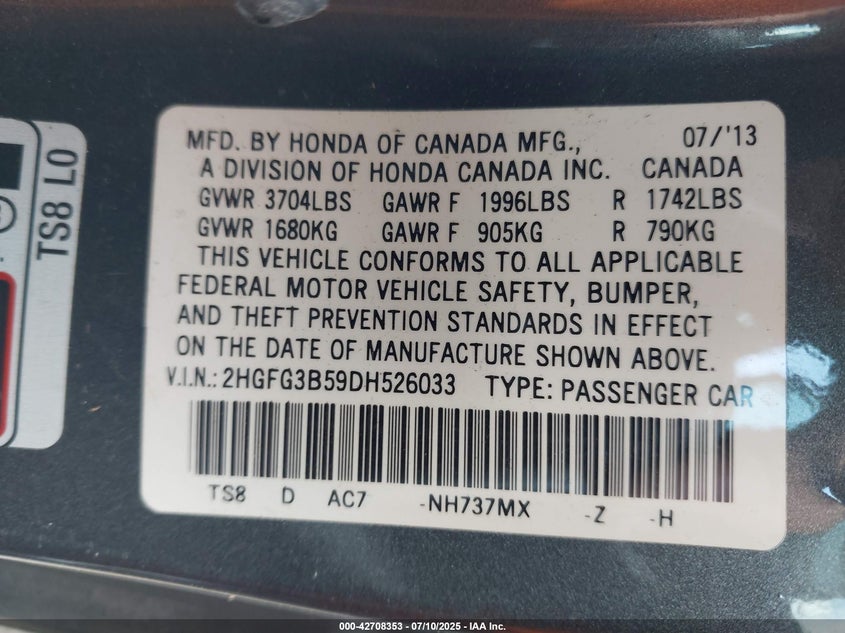 MFD. BY HONDA OF CANADA MFG., 07/'13
A DIVISION OF HONDA CANADA INC. CANADA
GVWR 3704LBS GAWR F 1996LBS R 1742LBS
GVWR 1680KG GAWR F 905KG R 790KG
THIS VEHICLE CONFORMS TO ALL APPLICABLE
FEDERAL MOTOR VEHICLE SAFETY, BUMPER,
AND THEFT PREVENTION STANDARDS IN EFFECT
ON THE DATE OF MANUFACTURE SHOWN ABOVE.
V.I.N.: 2HGFG3B59DH526033 TYPE: PASSENGER CAR
TS8 D AC7 -NH737MX -Z -H
TS8 L0
000-42708353 - 07/10/2025 - IAA Inc.